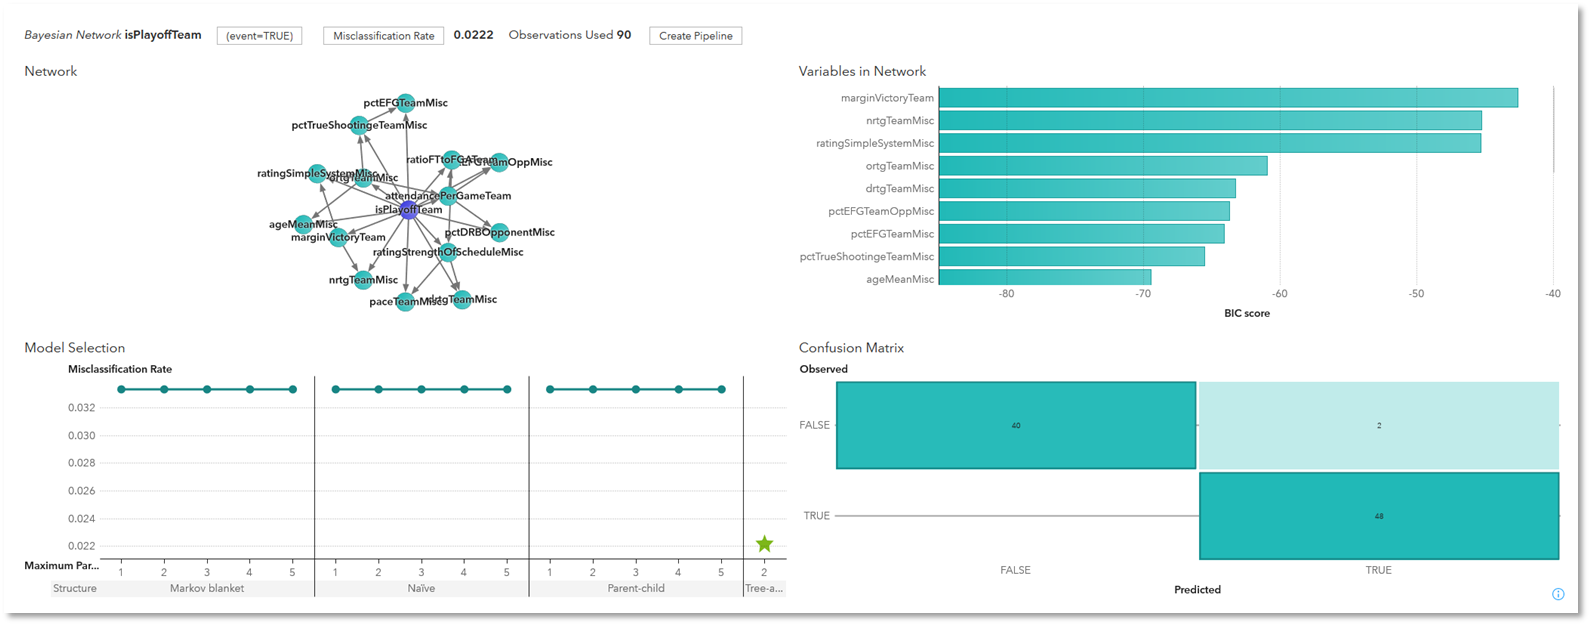 Bayesian Network isPlayoffTeam (event=TRUE) Misclassification Rate 0.0222 Observations Used 90 Create Pipeline
Network
pctEFGTeamMisc
pctTrueShootingeTeamMisc
ratioFTtoFGATeam
EFGTeamOppMisc
ratingSimpleSystemMisc
ortgTeamMisc
attendancePerGameTeam
isPlayoffTeam
ageMeanMisc
marginVictoryTeam
pctDRBOpponentMisc
ratingStrengthOfScheduleMisc
nrtgTeamMisc
paceTeamMisc
drtgTeamMisc
Variables in Network
marginVictoryTeam
nrtgTeamMisc
ratingSimpleSystemMisc
ortgTeamMisc
drtgTeamMisc
pctEFGTeamOppMisc
pctEFGTeamMisc
pctTrueShootingeTeamMisc
ageMeanMisc
-80 -70 -60 -50 -40
BIC score
Model Selection
Misclassification Rate
0.032
0.030
0.028
0.026
0.024
0.022
Maximum Par...
1 2 3 4 5 1 2 3 4 5 1 2 3 4 5 2
Structure Markov blanket Naïve Parent-child Tree-a...
Confusion Matrix
Observed
FALSE 40 2
TRUE 48
FALSE TRUE
Predicted